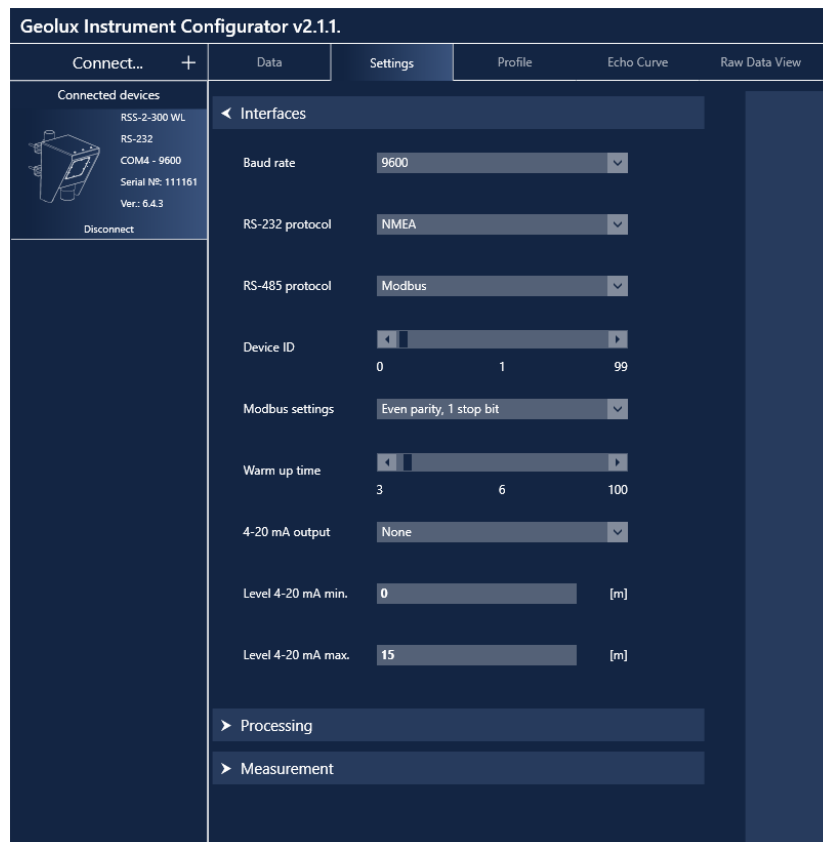 Geolux Instrument Configurator v2.1.1.
Connect... +
Data
Settings
Profile
Echo Curve
Raw Data View
Connected devices
RSS-2-300 WL
RS-232
COM4 - 9600
Serial Nº: 111161
Ver.: 6.4.3
Disconnect
Interfaces
Baud rate 9600
RS-232 protocol NMEA
RS-485 protocol Modbus
Device ID
0 1 99
Modbus settings Even parity, 1 stop bit
Warm up time
3 6 100
4-20 mA output None
Level 4-20 mA min. 0 [m]
Level 4-20 mA max. 15 [m]
Processing
Measurement